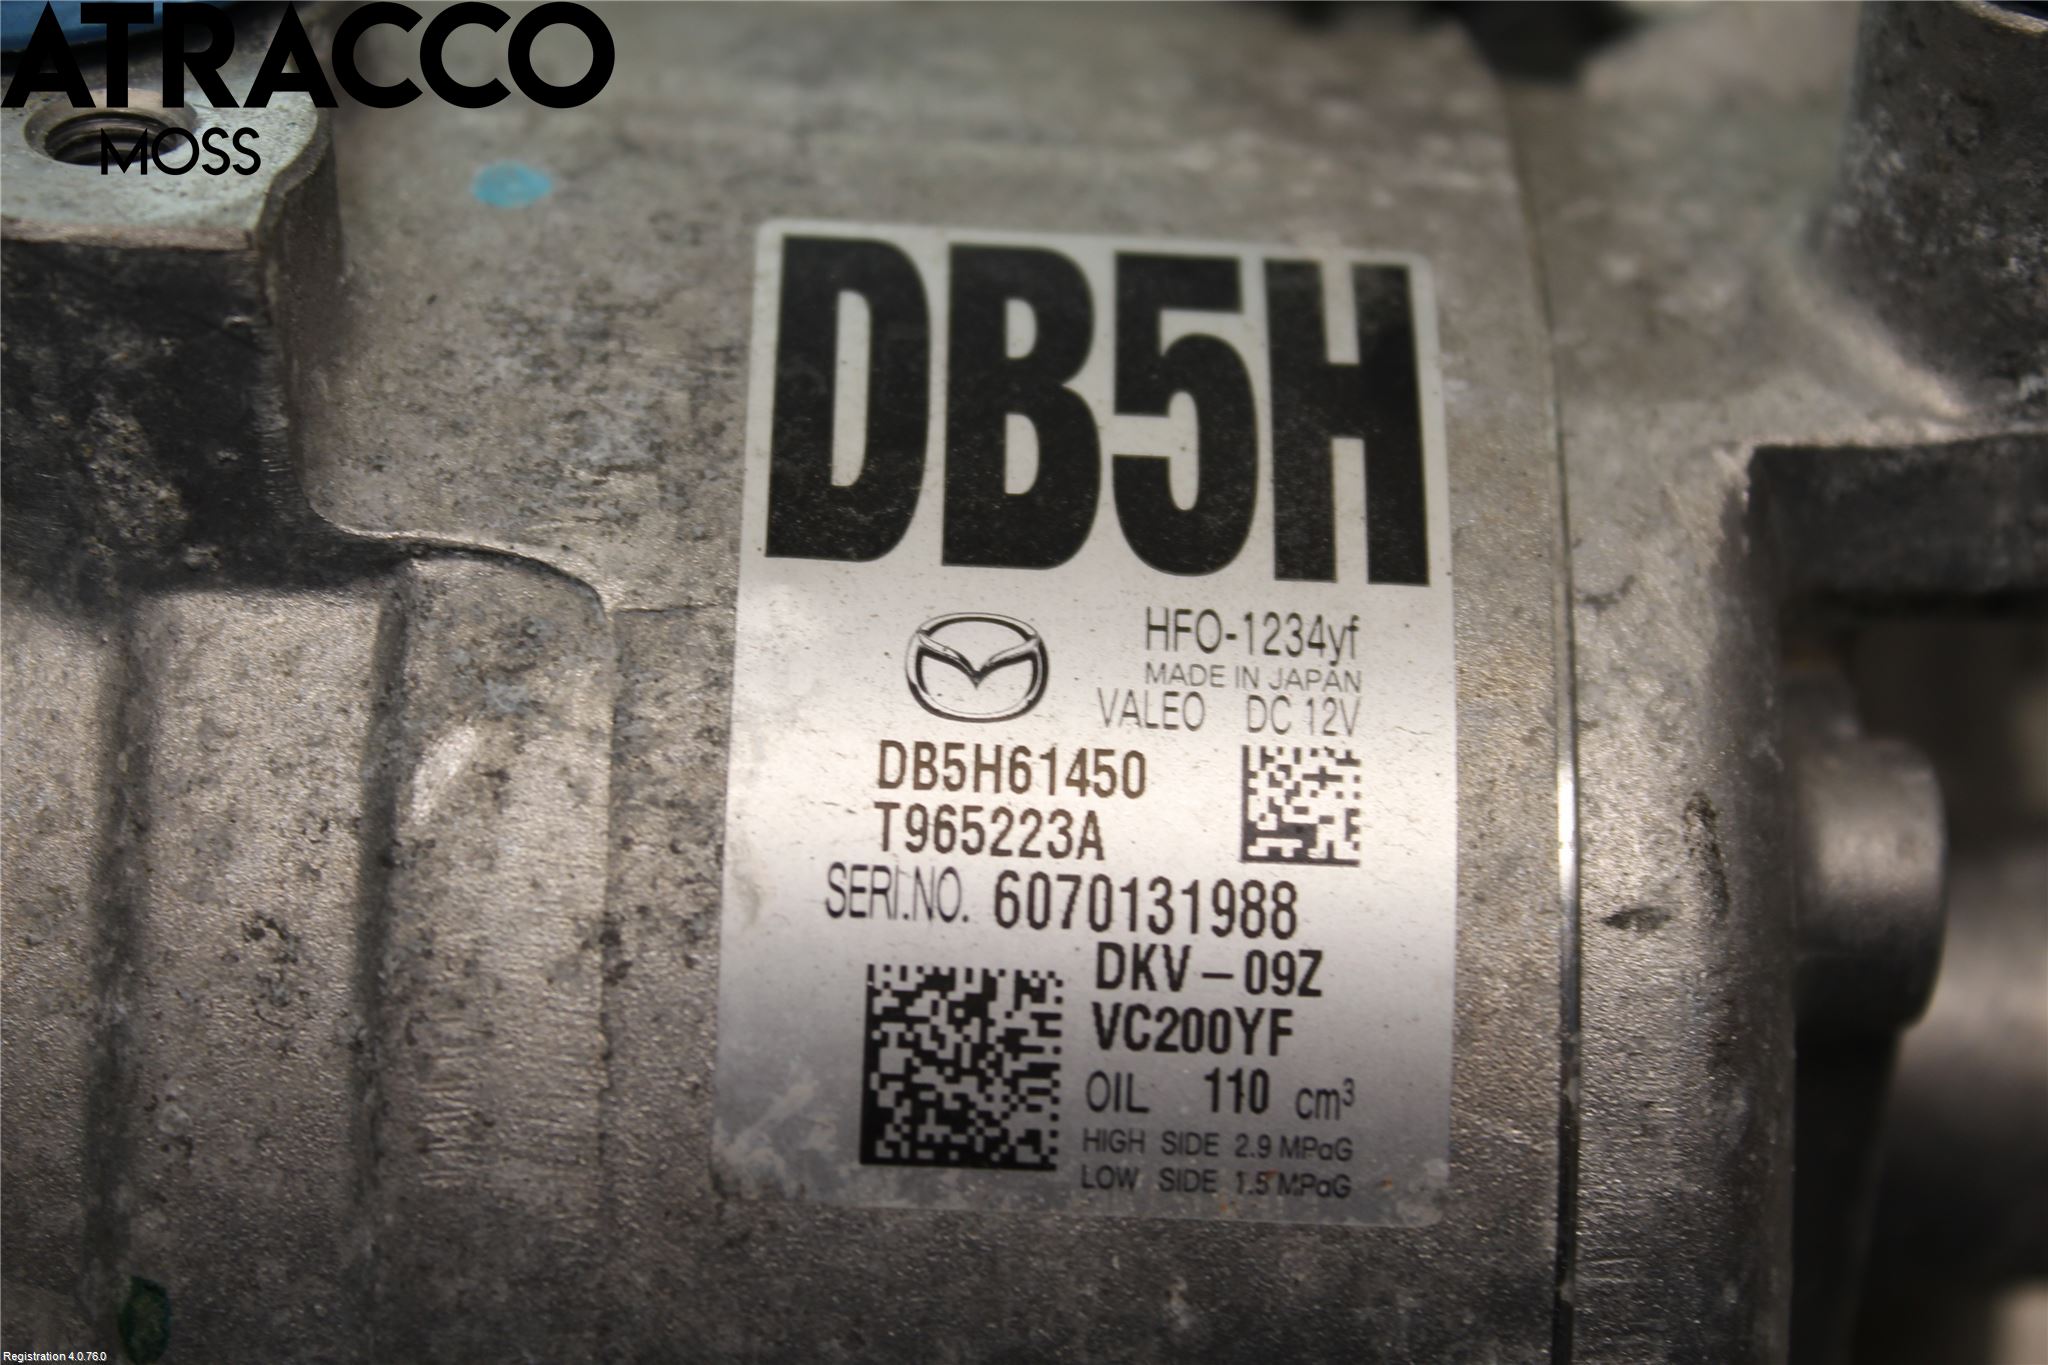 ATRACCO
MOSS
DB5H
HFO-1234yf
MADE IN JAPAN
VALEO DC 12V
DB5H61450
T965223A
SERI.NO. 6070131988
DKV-09Z
VC200YF
OIL 110 cm³
HIGH SIDE 2.9 MPaG
LOW SIDE 1.5 MPaG
Registration 4.0.76.0